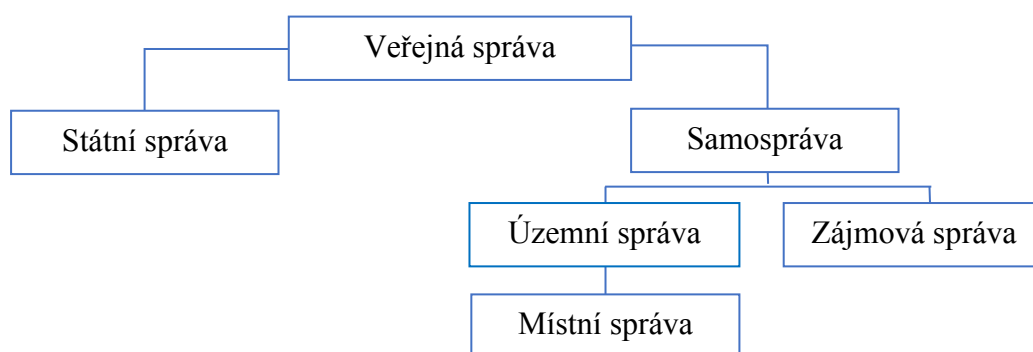 Veřejná správa
Státní správa
Samospráva
Územní správa
Zájmová správa
Místní správa